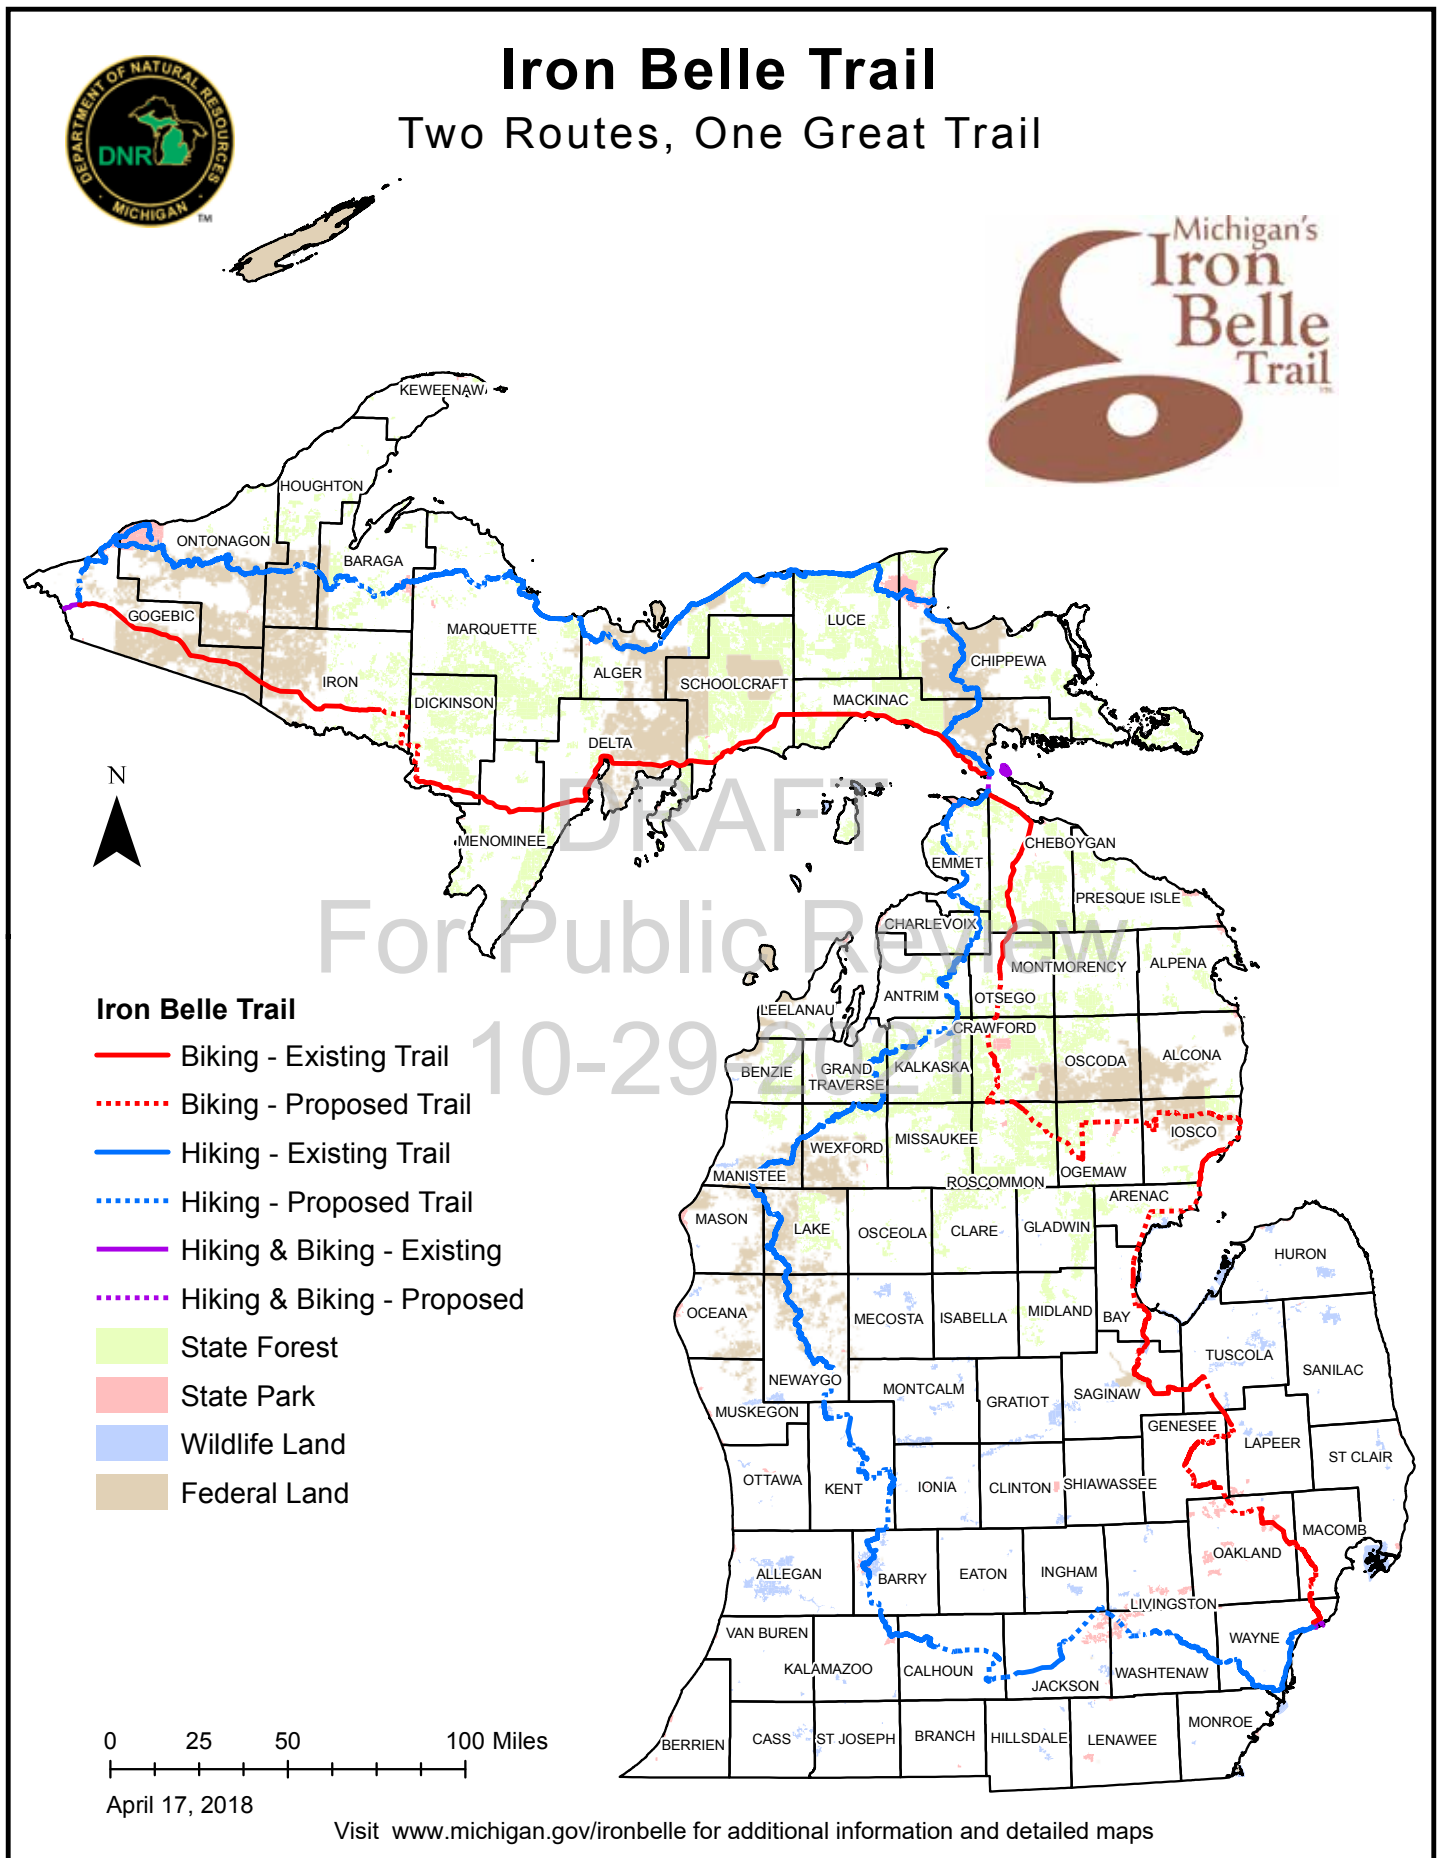 Iron Belle Trail
Two Routes, One Great Trail
DEPARTMENT OF NATURAL RESOURCES
DNR
MICHIGAN
TM
Michigan's
Iron
Belle
Trail
KEWEENAW
HOUGHTON
ONTONAGON
BARAGA
GOGEBIC
MARQUETTE
LUCE
ALGER
CHIPPEWA
IRON
SCHOOLCRAFT
DICKINSON
MACKINAC
DELTA
N
MENOMINEE
DRAFT
For Public Review
10-29-2021
CHEBOYGAN
EMMET
PRESQUE ISLE
CHARLEVOIX
MONTMORENCY
ALPENA
ANTRIM
OTSEGO
LEELANAU
CRAWFORD
OSCODA
ALCONA
BENZIE
GRAND
TRAVERSE
KALKASKA
IOSCO
WEXFORD
MISSAUKEE
MANISTEE
OGEMAW
ROSCOMMON
ARENAC
MASON
LAKE
OSCEOLA
CLARE
GLADWIN
HURON
OCEANA
MECOSTA
ISABELLA
MIDLAND
BAY
TUSCOLA
SANILAC
NEWAYGO
MONTCALM
GRATIOT
SAGINAW
MUSKEGON
GENESEE
LAPEER
ST CLAIR
OTTAWA
KENT
IONIA
CLINTON
SHIAWASSEE
MACOMB
OAKLAND
ALLEGAN
BARRY
EATON
INGHAM
LIVINGSTON
VAN BUREN
WAYNE
KALAMAZOO
CALHOUN
JACKSON
WASHTENAW
MONROE
BERRIEN
CASS
ST JOSEPH
BRANCH
HILLSDALE
LENAWEE
Iron Belle Trail
Biking - Existing Trail
Biking - Proposed Trail
Hiking - Existing Trail
Hiking - Proposed Trail
Hiking & Biking - Existing
Hiking & Biking - Proposed
State Forest
State Park
Wildlife Land
Federal Land
0 25 50 100 Miles
April 17, 2018
Visit www.michigan.gov/ironbelle for additional information and detailed maps